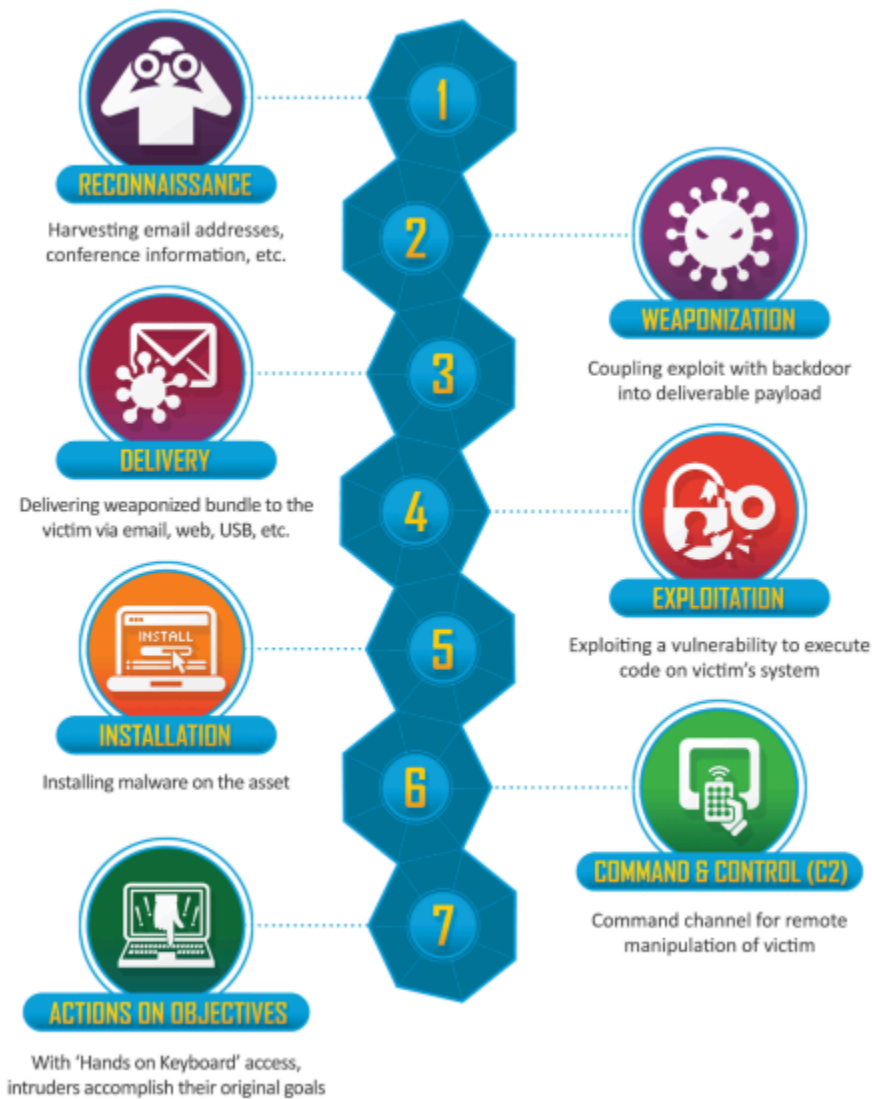 1
RECONNAISSANCE
Harvesting email addresses,
conference information, etc.
2
WEAPONIZATION
Coupling exploit with backdoor
into deliverable payload
3
DELIVERY
Delivering weaponized bundle to the
victim via email, web, USB, etc.
4
EXPLOITATION
Exploiting a vulnerability to execute
code on victim's system
5
INSTALL
INSTALLATION
Installing malware on the asset
6
COMMAND & CONTROL (C2)
Command channel for remote
manipulation of victim
7
ACTIONS ON OBJECTIVES
With 'Hands on Keyboard' access,
intruders accomplish their original goals